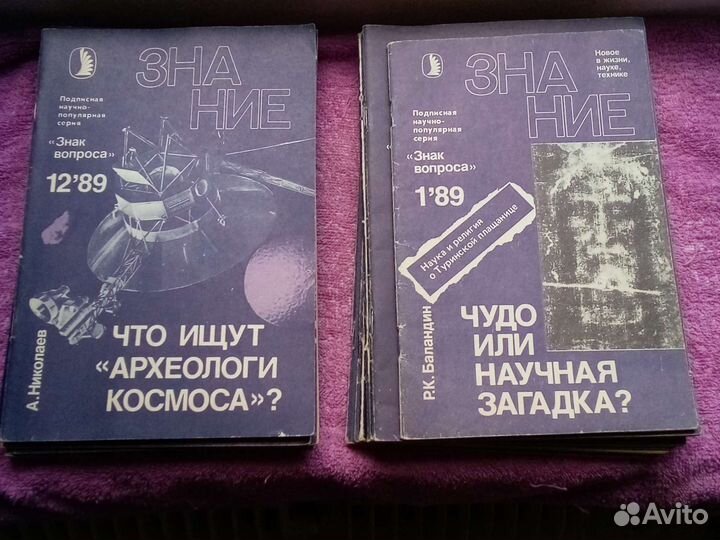 ЗНА
НИЕ
Подписная
научно-
популярная
серия
«Знак
вопроса»
12'89
А. Николаев
ЧТО ИЩУТ
«АРХЕОЛОГИ
КОСМОСА»?
ЗНА
НИЕ
Новое
в жизни,
науке,
технике
Подписная
научно-
популярная
серия
«Знак
вопроса»
1'89
Наука и религия
о Туринской плащанице
Р.К. Баландин
ЧУДО
ИЛИ
НАУЧНАЯ
ЗАГАДКА?
Avito